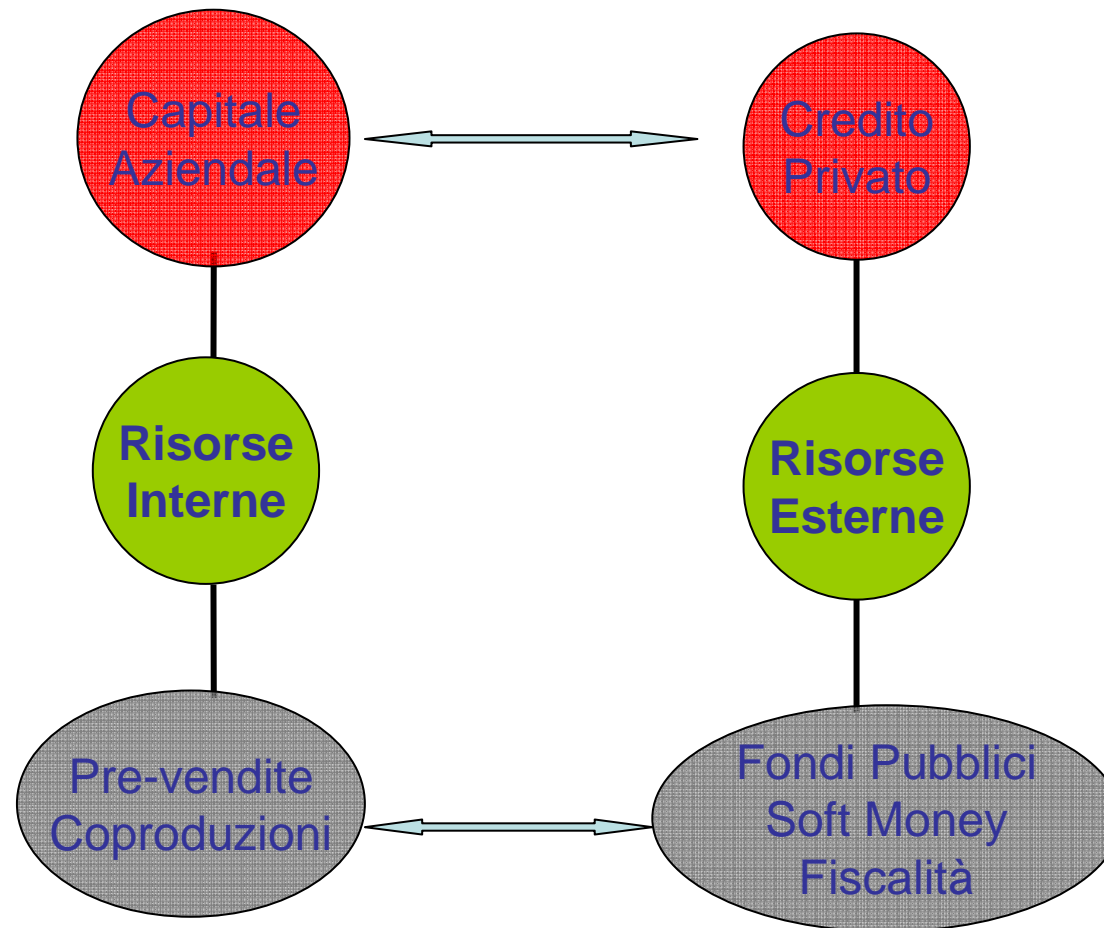 Capitale
Aziendale
Credito
Privato
Risorse
Interne
Risorse
Esterne
Pre-vendite
Coproduzioni
Fondi Pubblici
Soft Money
Fiscalità